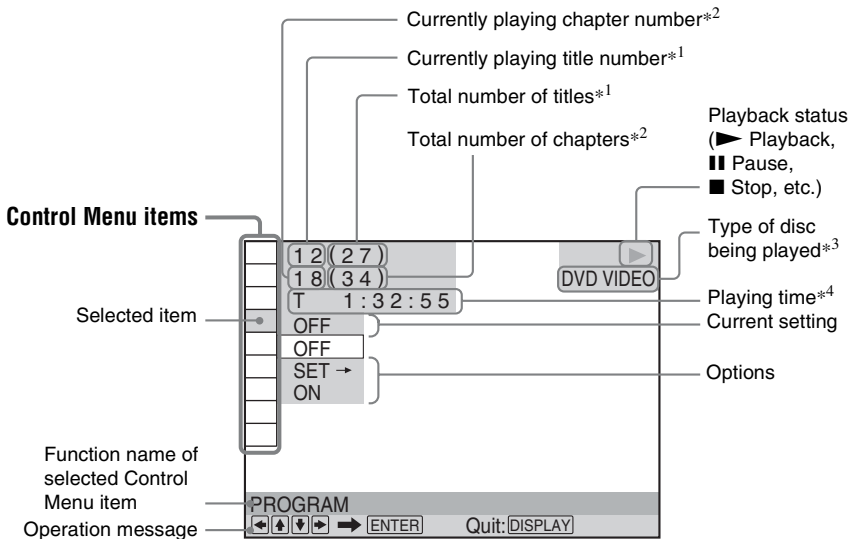 Currently playing chapter number*2
Currently playing title number*1
Total number of titles*1
Total number of chapters*2
Playback status
(► Playback,
❚❚ Pause,
■ Stop, etc.)
Control Menu items
Type of disc
being played*3
12(27)
18(34)
DVD VIDEO
T 1:32:55
Playing time*4
Selected item
Current setting
OFF
OFF
SET →
ON
Options
Function name of
selected Control
Menu item
PROGRAM
Operation message
← ↑ ↓ → ➡ ENTER Quit: DISPLAY